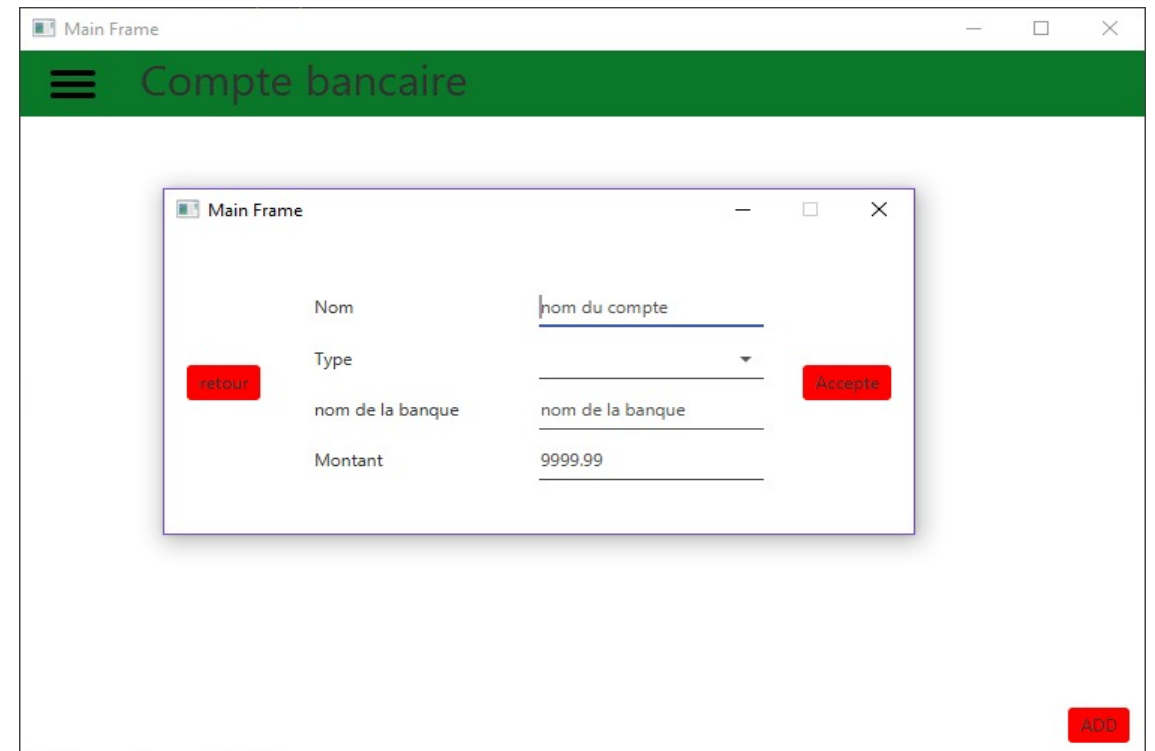 Main Frame
Compte bancaire
Main Frame
Nom nom du compte
Type
retour Accepte
nom de la banque nom de la banque
Montant 9999.99
ADD